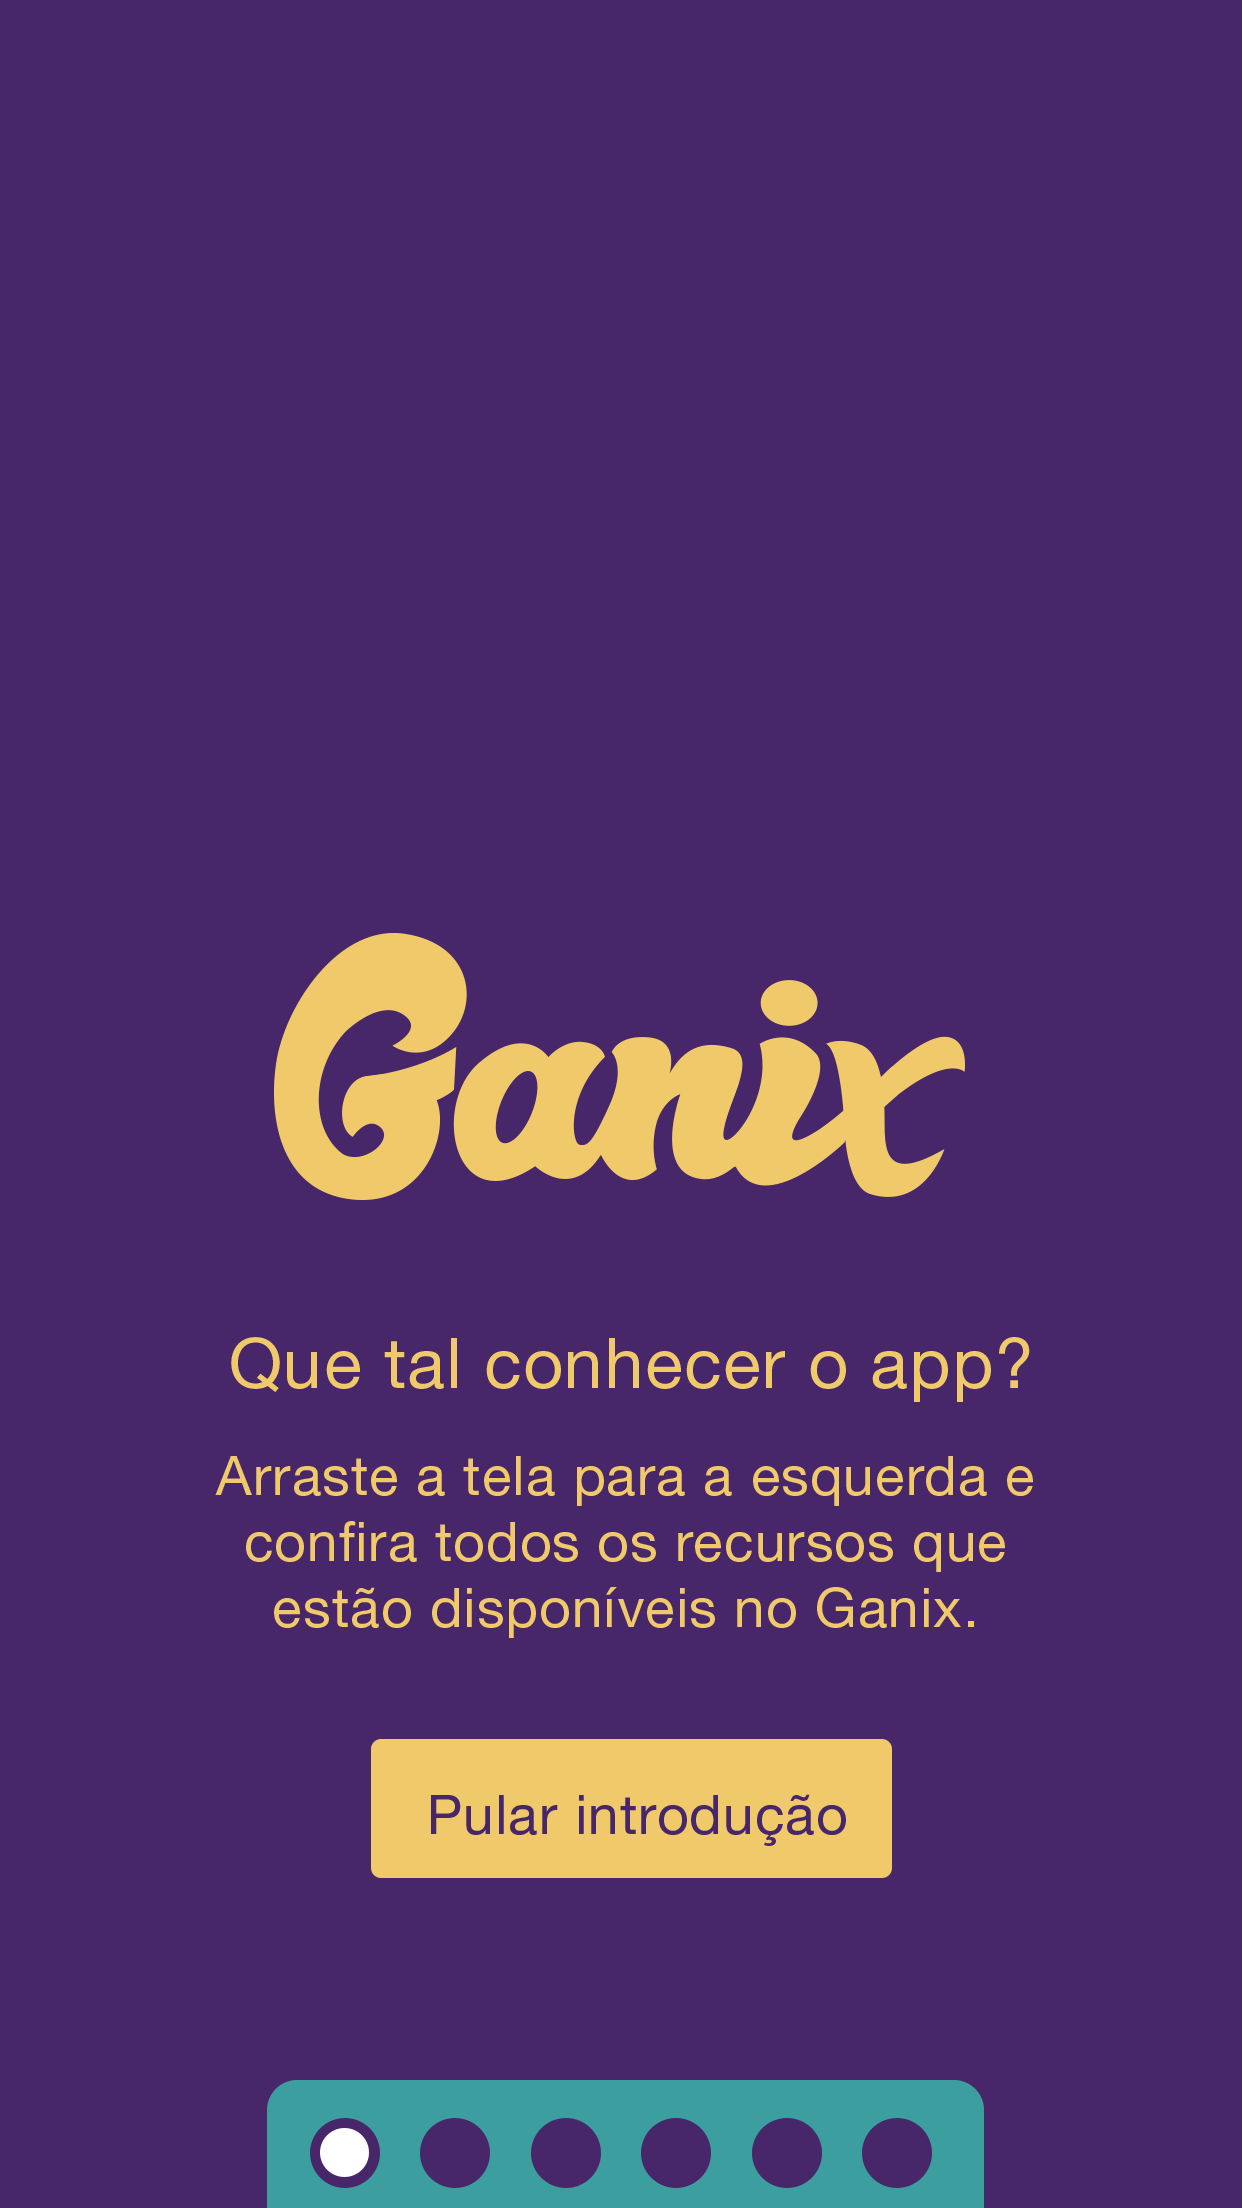 Ganix
Que tal conhecer o app?
Arraste a tela para a esquerda e
confira todos os recursos que
estão disponíveis no Ganix.
Pular introdução